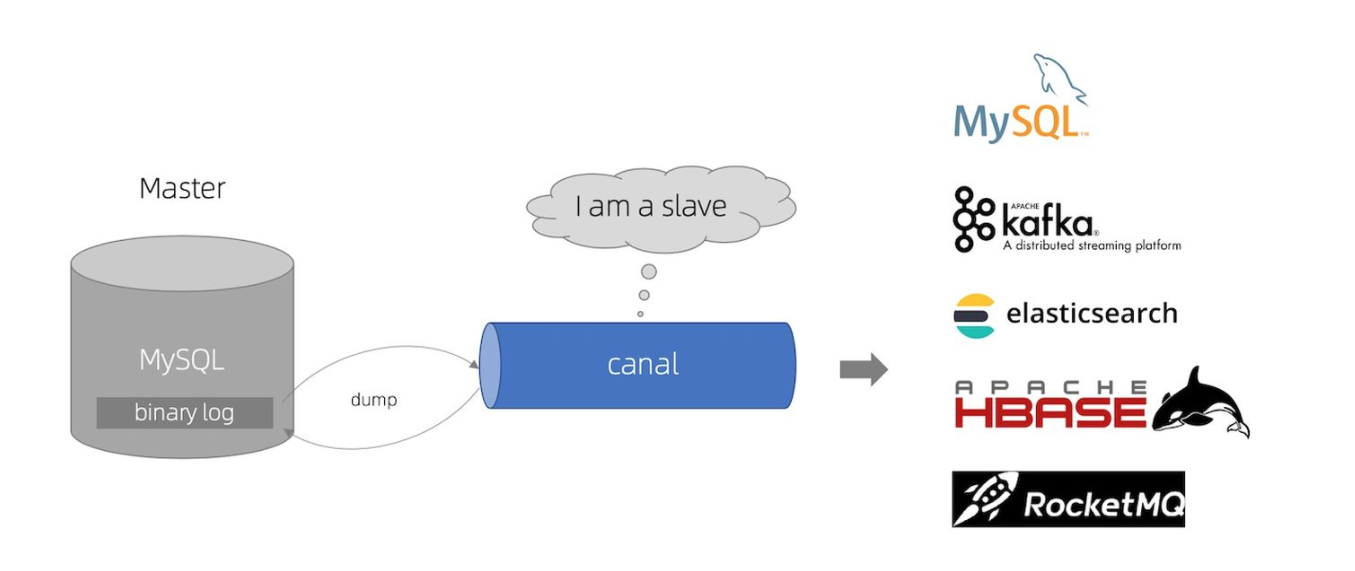 Master
MySQL
binary log
dump
I am a slave
canal
MySQL™
APACHE
kafka®
A distributed streaming platform
elasticsearch
APACHE
HBASE
RocketMQ